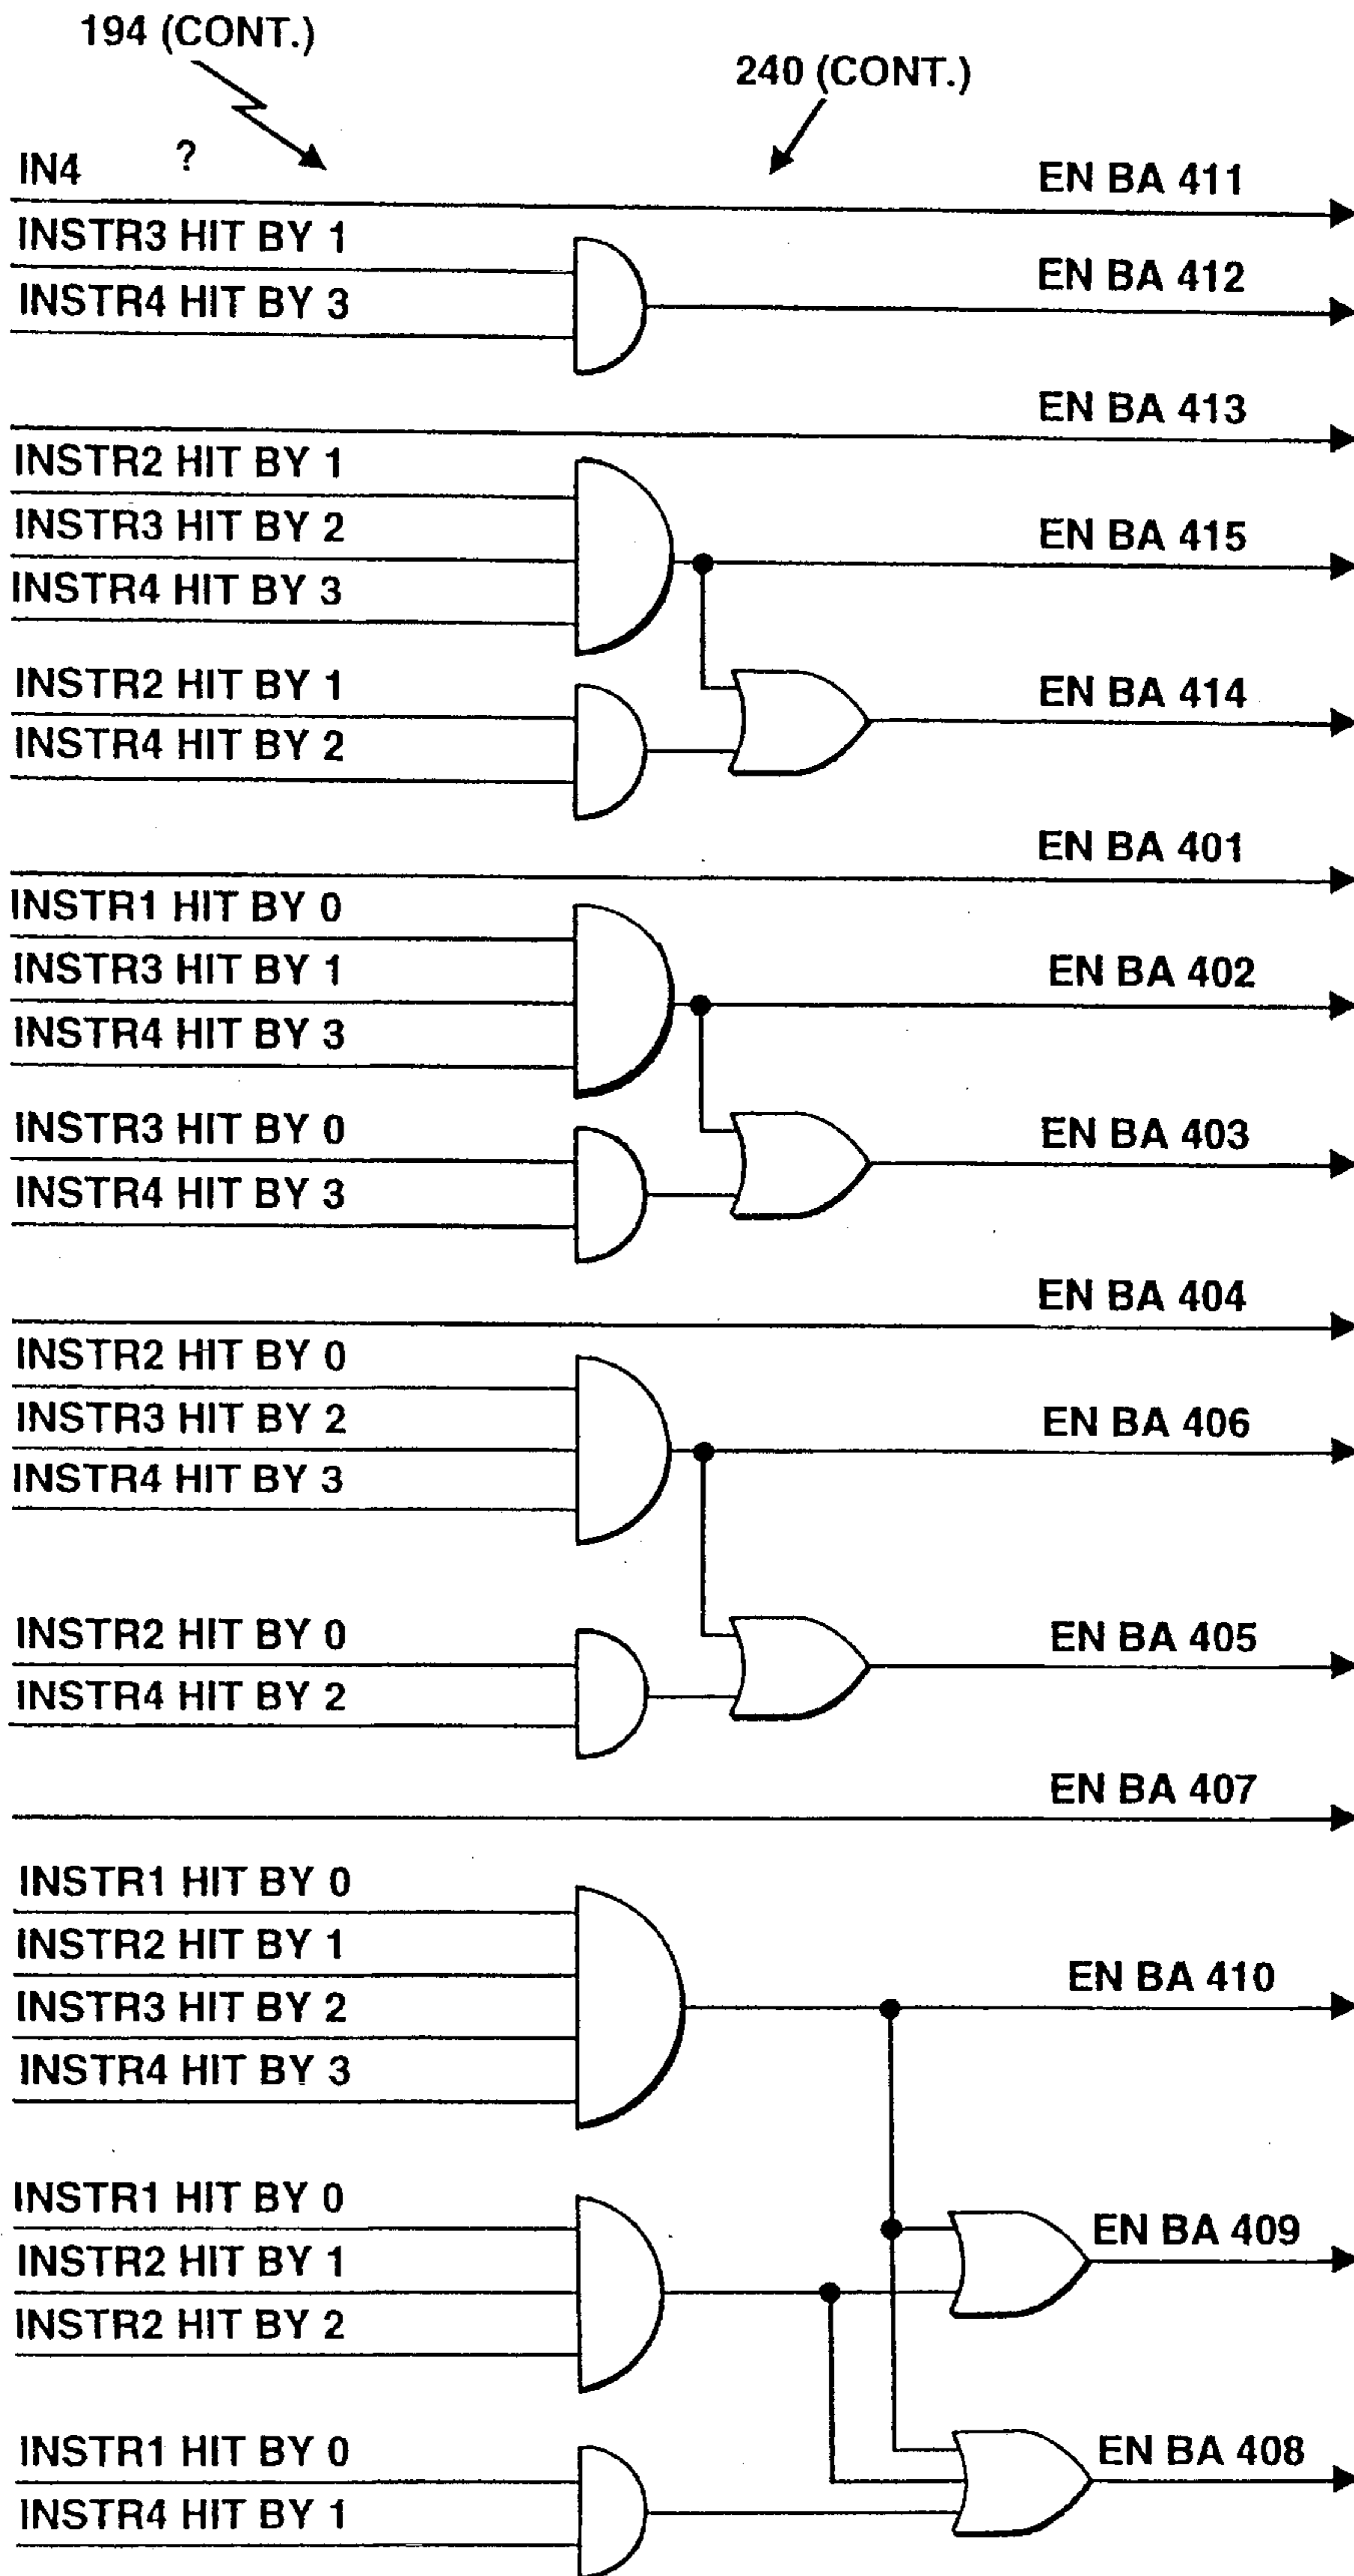 194 (CONT.)
240 (CONT.)
IN4 ?
EN BA 411
INSTR3 HIT BY 1
EN BA 412
INSTR4 HIT BY 3
EN BA 413
INSTR2 HIT BY 1
INSTR3 HIT BY 2
EN BA 415
INSTR4 HIT BY 3
INSTR2 HIT BY 1
EN BA 414
INSTR4 HIT BY 2
EN BA 401
INSTR1 HIT BY 0
INSTR3 HIT BY 1
EN BA 402
INSTR4 HIT BY 3
INSTR3 HIT BY 0
EN BA 403
INSTR4 HIT BY 3
EN BA 404
INSTR2 HIT BY 0
INSTR3 HIT BY 2
EN BA 406
INSTR4 HIT BY 3
INSTR2 HIT BY 0
EN BA 405
INSTR4 HIT BY 2
EN BA 407
INSTR1 HIT BY 0
INSTR2 HIT BY 1
EN BA 410
INSTR3 HIT BY 2
INSTR4 HIT BY 3
INSTR1 HIT BY 0
EN BA 409
INSTR2 HIT BY 1
INSTR2 HIT BY 2
INSTR1 HIT BY 0
EN BA 408
INSTR4 HIT BY 1